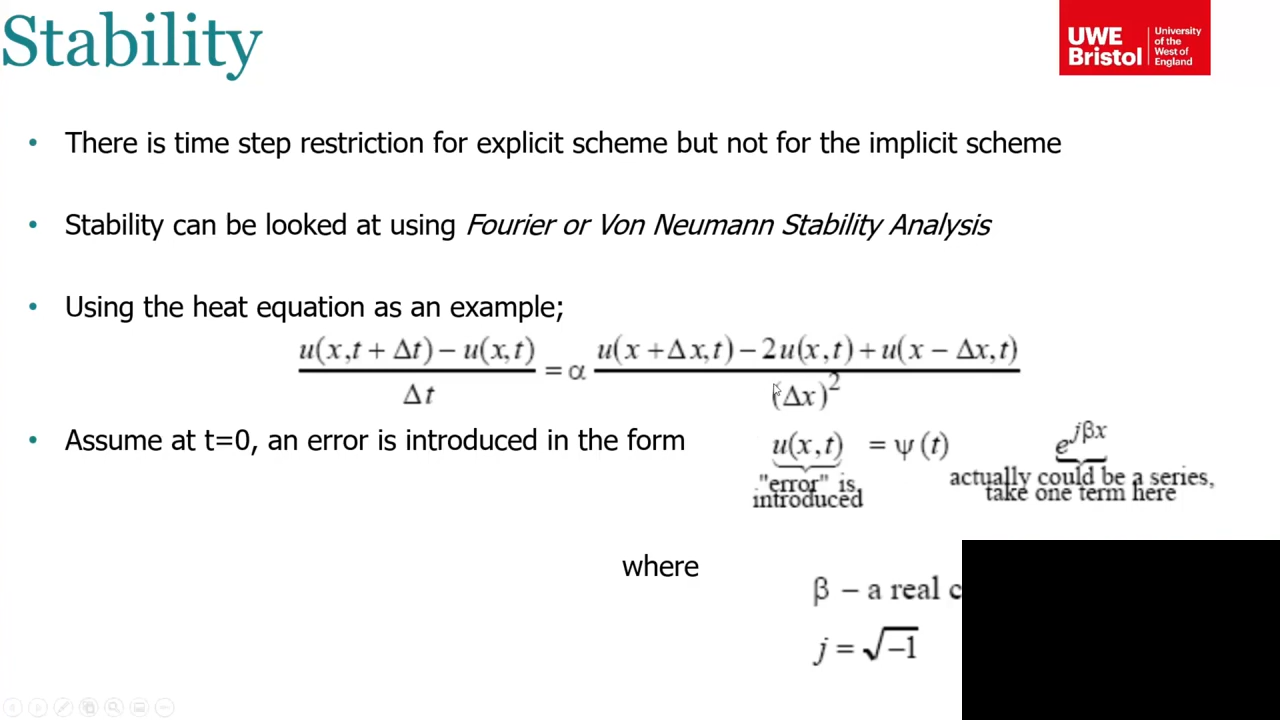 Stability
UWE Bristol | University of the West of England
• There is time step restriction for explicit scheme but not for the implicit scheme
• Stability can be looked at using Fourier or Von Neumann Stability Analysis
• Using the heat equation as an example;
u(x,t + Δt) − u(x,t) / Δt = α u(x + Δx,t) − 2u(x,t) + u(x − Δx,t) / (Δx)²
• Assume at t=0, an error is introduced in the form
u(x,t) = ψ(t) e^{jβx}
"error" is introduced
actually could be a series, take one term here
where
β – a real c
j = √−1